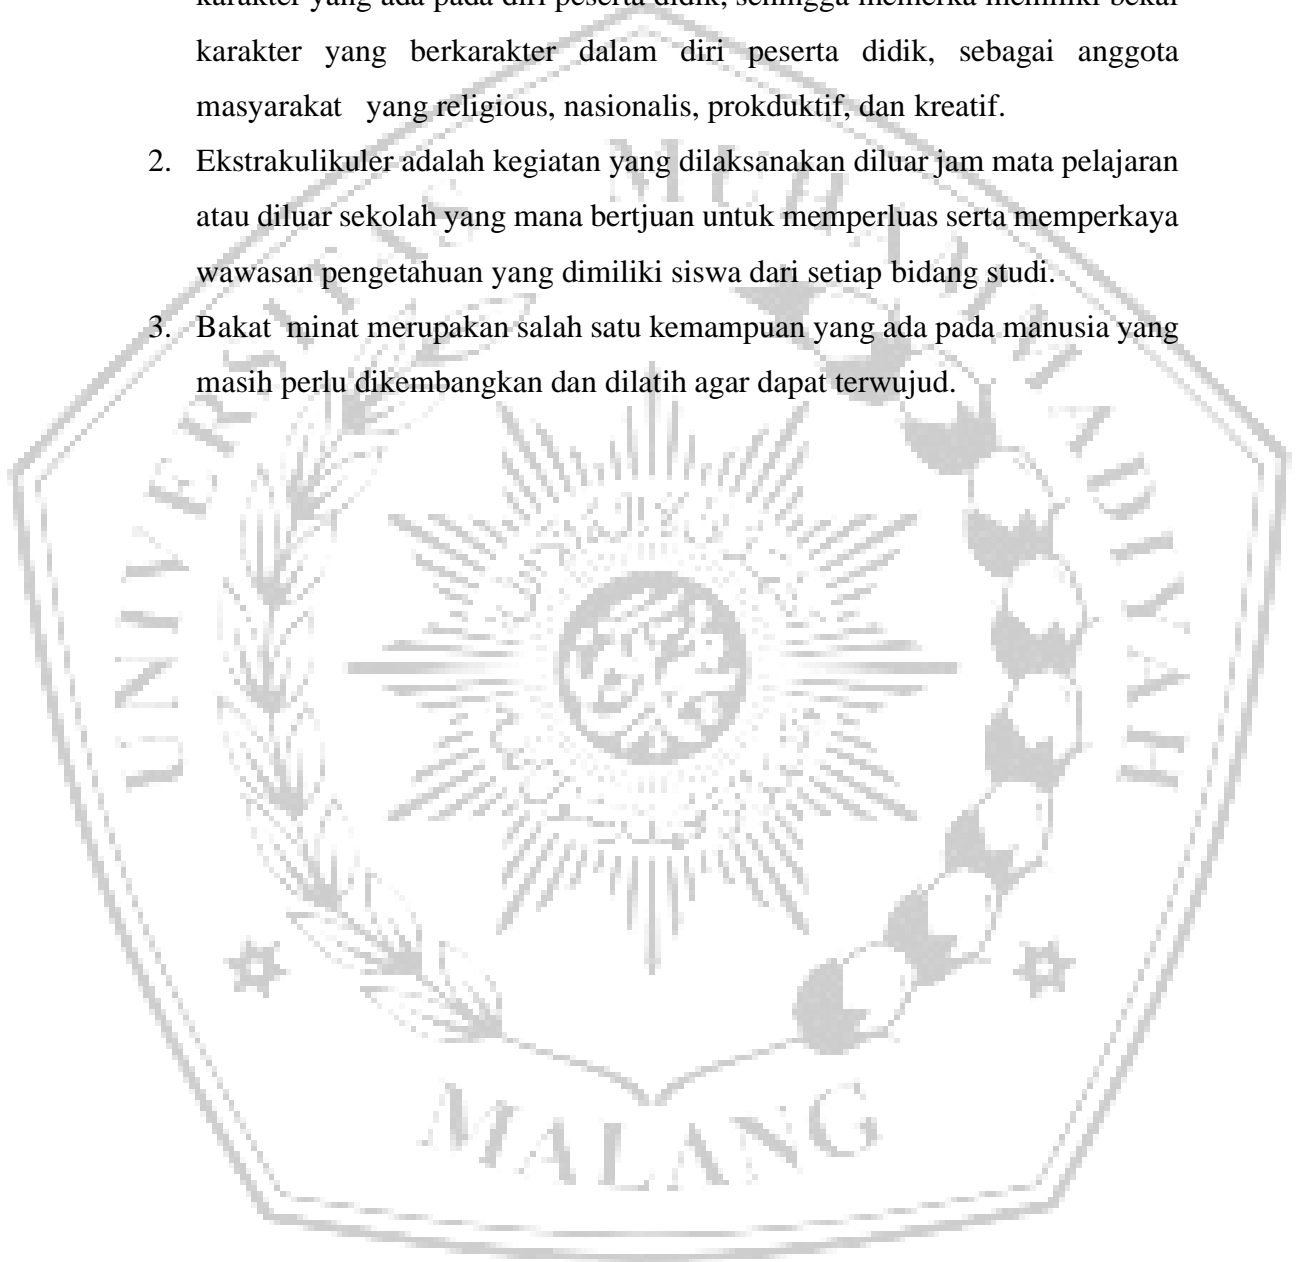 karakter yang ada pada diri peserta didik, sehingga memerka memiliki bekal
karakter yang berkarakter dalam diri peserta didik, sebagai anggota
masyarakat yang religious, nasionalis, prokduktif, dan kreatif.
2. Ekstrakulikuler adalah kegiatan yang dilaksanakan diluar jam mata pelajaran
atau diluar sekolah yang mana bertjuan untuk memperluas serta memperkaya
wawasan pengetahuan yang dimiliki siswa dari setiap bidang studi.
3. Bakat minat merupakan salah satu kemampuan yang ada pada manusia yang
masih perlu dikembangkan dan dilatih agar dapat terwujud.
UNIVERSITAS MUHAMMADIYAH
MALANG